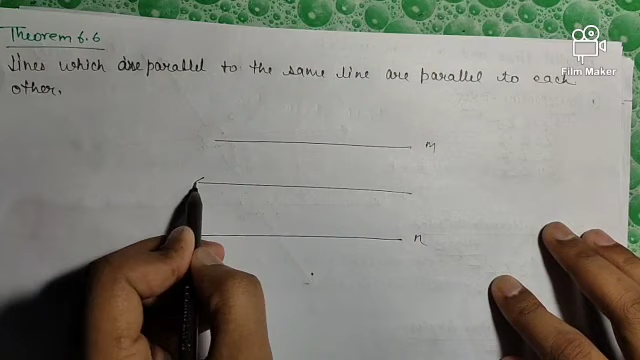 Theorem 6.6
Lines which are parallel to the same line are parallel to each
other.
m
n
Film Maker